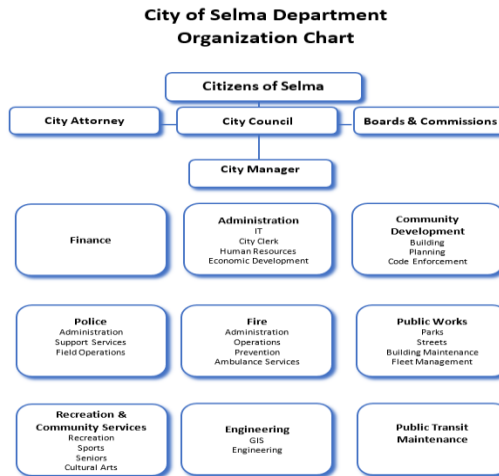 City of Selma Department
Organization Chart
Citizens of Selma
City Attorney
City Council
Boards & Commissions
City Manager
Finance
Administration
IT
City Clerk
Human Resources
Economic Development
Community
Development
Building
Planning
Code Enforcement
Police
Administration
Support Services
Field Operations
Fire
Administration
Operations
Prevention
Ambulance Services
Public Works
Parks
Streets
Building Maintenance
Fleet Management
Recreation &
Community Services
Recreation
Sports
Seniors
Cultural Arts
Engineering
GIS
Engineering
Public Transit
Maintenance